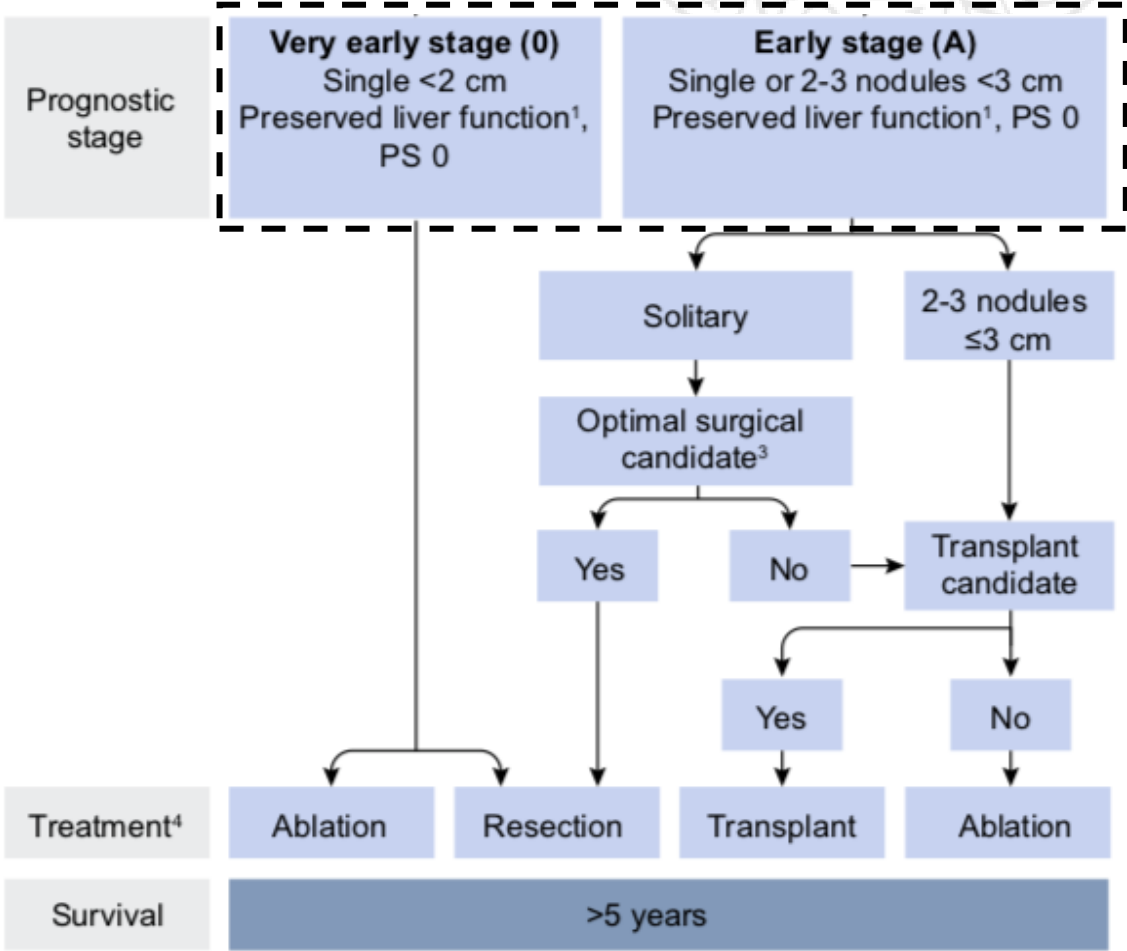 Prognostic
stage
Very early stage (0)
Single <2 cm
Preserved liver function¹,
PS 0
Early stage (A)
Single or 2-3 nodules <3 cm
Preserved liver function¹, PS 0
Solitary
2-3 nodules
≤3 cm
Optimal surgical
candidate³
Yes
No
Transplant
candidate
Yes
No
Treatment⁴
Ablation
Resection
Transplant
Ablation
Survival
>5 years